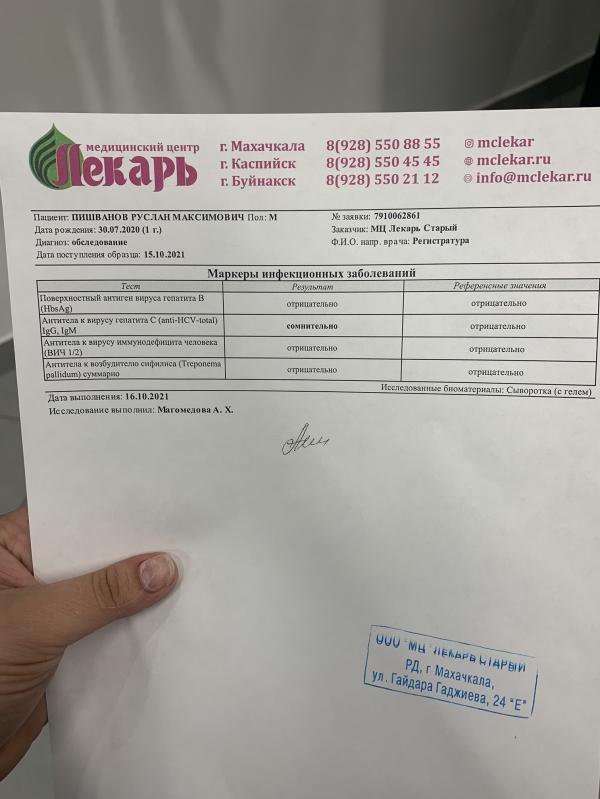 медицинский центр
Лекарь
г. Махачкала 8(928) 550 88 55 mclekar
г. Каспийск 8(928) 550 45 45 mclekar.ru
г. Буйнакск 8(928) 550 21 12 info@mclekar.ru
Пациент: ПИШВАНОВ РУСЛАН МАКСИМОВИЧ Пол: М № заявки: 7910062861
Дата рождения: 30.07.2020 (1 г.) Заказчик: МЦ Лекарь Старый
Диагноз: обследование Ф.И.О. напр. врача: Регистратура
Дата поступления образца: 15.10.2021
Маркеры инфекционных заболеваний
Тест Результат Референсные значения
Поверхностный антиген вируса гепатита В
(HbsAg) отрицательно отрицательно
Антитела к вирусу гепатита С (anti-HCV-total)
IgG, IgM сомнительно отрицательно
Антитела к вирусу иммунодефицита человека
(ВИЧ 1/2) отрицательно отрицательно
Антитела к возбудителю сифилиса (Treponema
pallidum) суммарно отрицательно отрицательно
Исследованные биоматериалы: Сыворотка (с гелем)
Дата выполнения: 16.10.2021
Исследование выполнил: Магомедова А. Х.
ООО "МЦ "ЛЕКАРЬ СТАРЫЙ
РД, г Махачкала,
ул. Гайдара Гаджиева, 24 "Е"